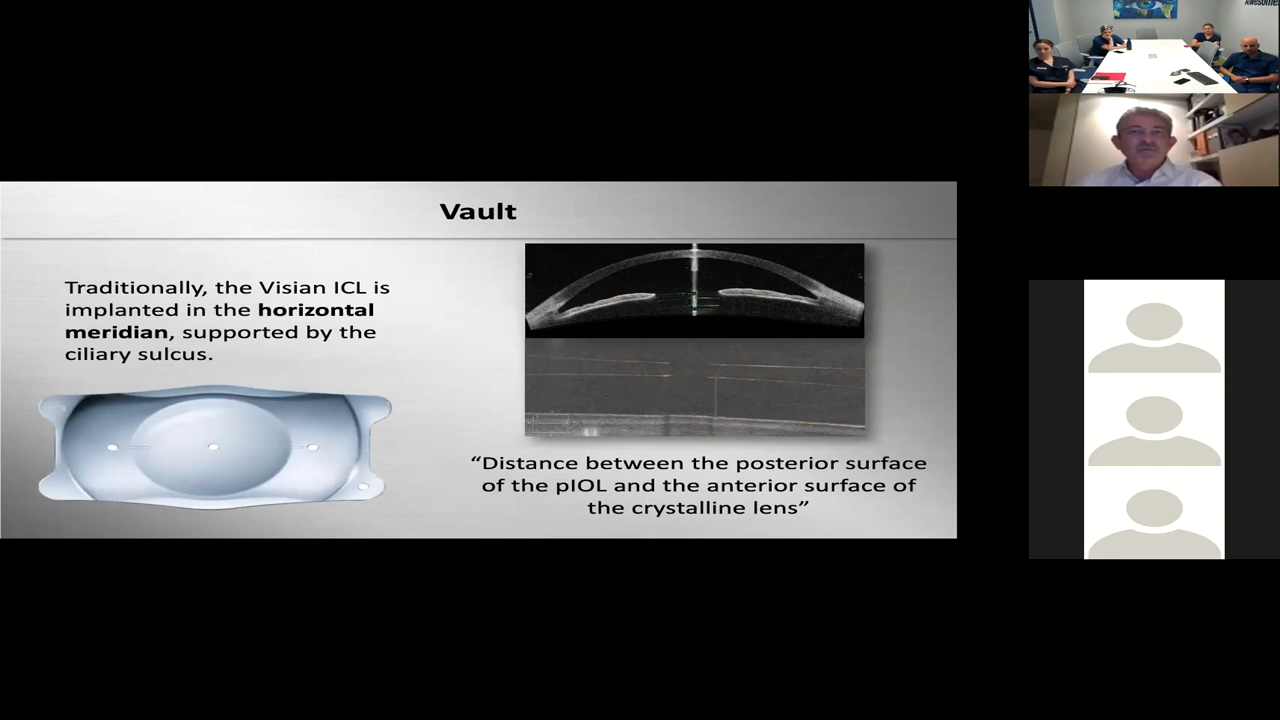 Awesome
Vault
Traditionally, the Visian ICL is
implanted in the horizontal
meridian, supported by the
ciliary sulcus.
“Distance between the posterior surface
of the pIOL and the anterior surface of
the crystalline lens”